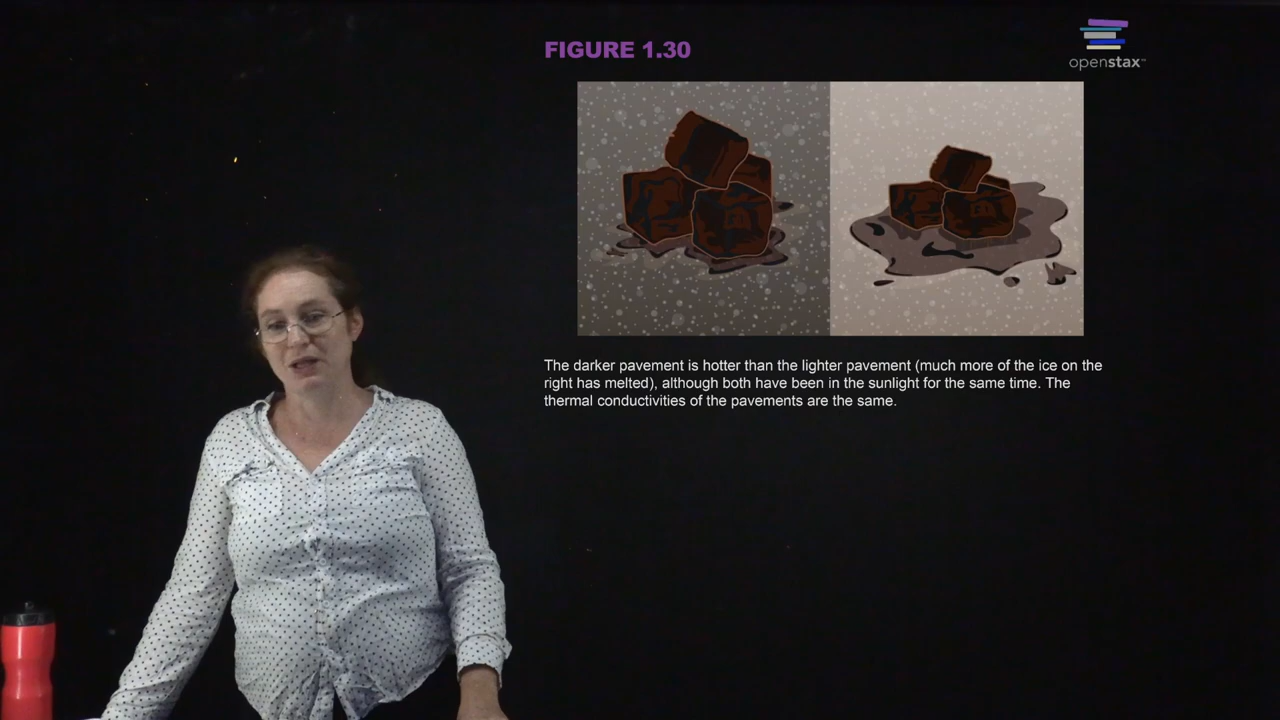 FIGURE 1.30
openstax™
The darker pavement is hotter than the lighter pavement (much more of the ice on the
right has melted), although both have been in the sunlight for the same time. The
thermal conductivities of the pavements are the same.